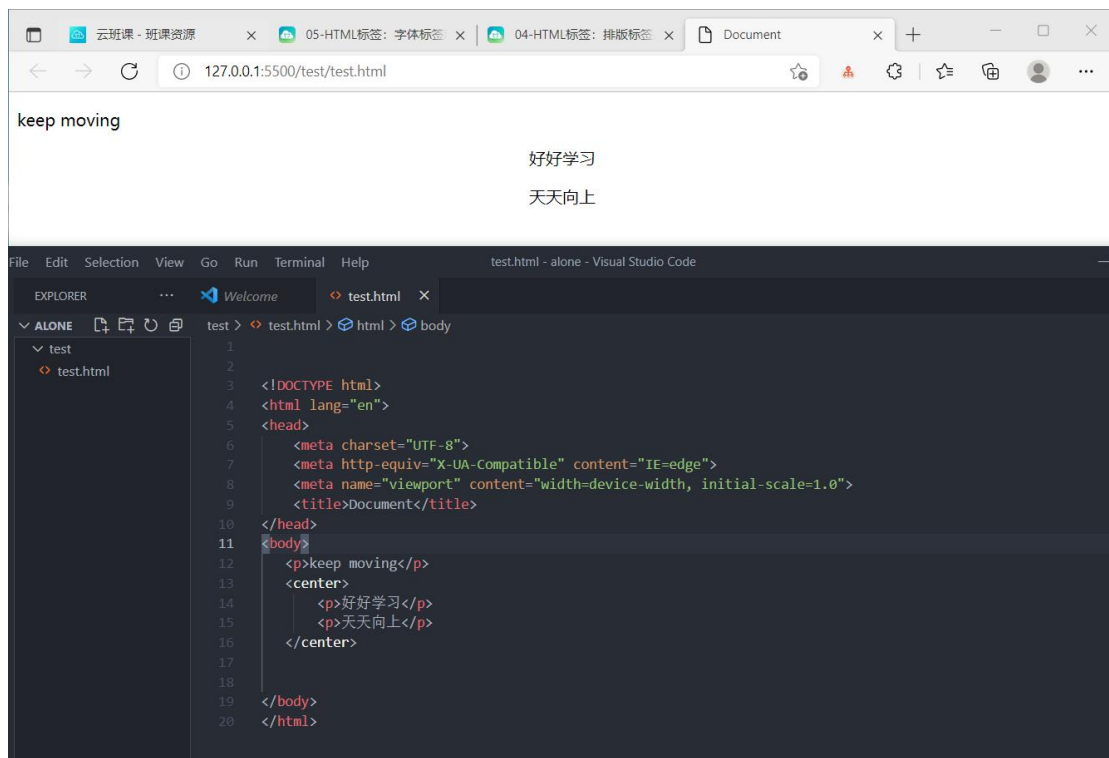 云班课 - 班课资源
05-HTML标签：字体标签
04-HTML标签：排版标签
Document
127.0.0.1:5500/test/test.html
keep moving
好好学习
天天向上
File Edit Selection View Go Run Terminal Help
test.html - alone - Visual Studio Code
EXPLORER
Welcome
test.html
ALONE
test > test.html > html > body
test
test.html
1
2
3 <!DOCTYPE html>
4 <html lang="en">
5 <head>
6 <meta charset="UTF-8">
7 <meta http-equiv="X-UA-Compatible" content="IE=edge">
8 <meta name="viewport" content="width=device-width, initial-scale=1.0">
9 <title>Document</title>
10 </head>
11 <body>
12 <p>keep moving</p>
13 <center>
14 <p>好好学习</p>
15 <p>天天向上</p>
16 </center>
17
18
19 </body>
20 </html>